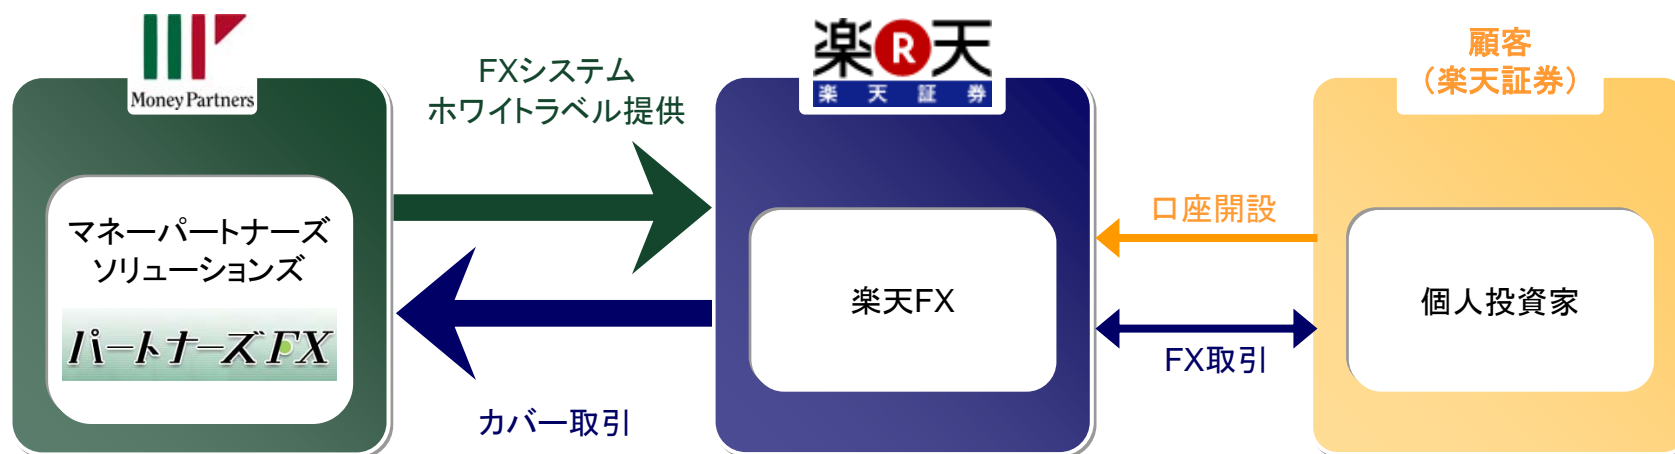 Money Partners
マネーパートナーズ
ソリューションズ
パートナーズFX
FXシステム
ホワイトラベル提供
カバー取引
楽R天
楽天証券
楽天FX
口座開設
FX取引
顧客
（楽天証券）
個人投資家